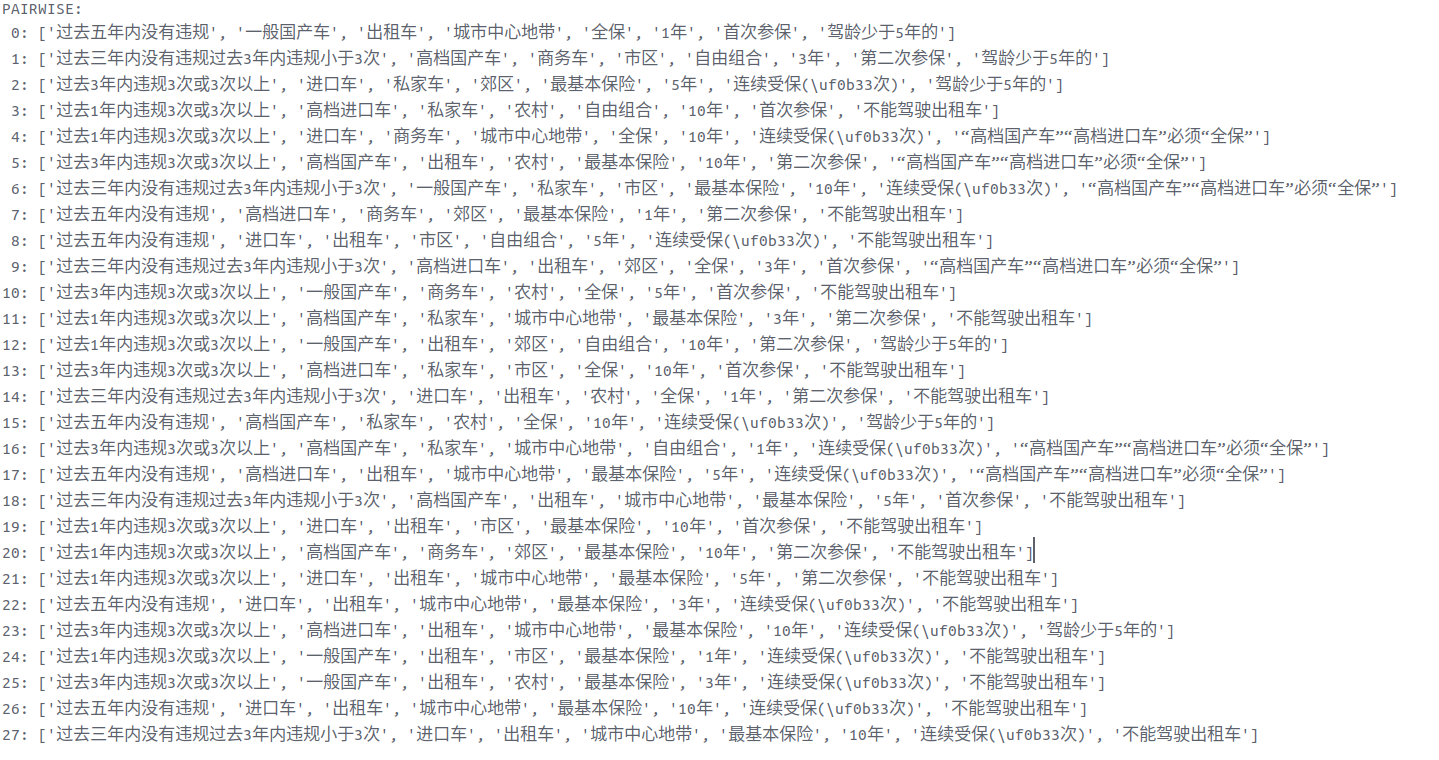 PAIRWISE:
0: ['过去五年内没有违规', '一般国产车', '出租车', '城市中心地带', '全保', '1年', '首次参保', '驾龄少于5年的']
1: ['过去三年内没有违规过去3年内违规小于3次', '高档国产车', '商务车', '市区', '自由组合', '3年', '第二次参保', '驾龄少于5年的']
2: ['过去3年内违规3次或3次以上', '进口车', '私家车', '郊区', '最基本保险', '5年', '连续受保(\uf0b33次)', '驾龄少于5年的']
3: ['过去1年内违规3次或3次以上', '高档进口车', '私家车', '农村', '自由组合', '10年', '首次参保', '不能驾驶出租车']
4: ['过去1年内违规3次或3次以上', '进口车', '商务车', '城市中心地带', '全保', '10年', '连续受保(\uf0b33次)', '“高档国产车”“高档进口车”必须“全保”']
5: ['过去3年内违规3次或3次以上', '高档国产车', '出租车', '农村', '最基本保险', '10年', '第二次参保', '“高档国产车”“高档进口车”必须“全保”']
6: ['过去三年内没有违规过去3年内违规小于3次', '一般国产车', '私家车', '市区', '最基本保险', '10年', '连续受保(\uf0b33次)', '“高档国产车”“高档进口车”必须“全保”']
7: ['过去五年内没有违规', '高档进口车', '商务车', '郊区', '最基本保险', '1年', '第二次参保', '不能驾驶出租车']
8: ['过去五年内没有违规', '进口车', '出租车', '市区', '自由组合', '5年', '连续受保(\uf0b33次)', '不能驾驶出租车']
9: ['过去三年内没有违规过去3年内违规小于3次', '高档进口车', '出租车', '郊区', '全保', '3年', '首次参保', '“高档国产车”“高档进口车”必须“全保”']
10: ['过去3年内违规3次或3次以上', '一般国产车', '商务车', '农村', '全保', '5年', '首次参保', '不能驾驶出租车']
11: ['过去1年内违规3次或3次以上', '高档国产车', '私家车', '城市中心地带', '最基本保险', '3年', '第二次参保', '不能驾驶出租车']
12: ['过去1年内违规3次或3次以上', '一般国产车', '出租车', '郊区', '自由组合', '10年', '第二次参保', '驾龄少于5年的']
13: ['过去3年内违规3次或3次以上', '高档进口车', '私家车', '市区', '全保', '10年', '首次参保', '不能驾驶出租车']
14: ['过去三年内没有违规过去3年内违规小于3次', '进口车', '出租车', '农村', '全保', '1年', '第二次参保', '不能驾驶出租车']
15: ['过去五年内没有违规', '高档国产车', '私家车', '农村', '全保', '10年', '连续受保(\uf0b33次)', '驾龄少于5年的']
16: ['过去3年内违规3次或3次以上', '高档国产车', '私家车', '城市中心地带', '自由组合', '1年', '连续受保(\uf0b33次)', '“高档国产车”“高档进口车”必须“全保”']
17: ['过去五年内没有违规', '高档进口车', '出租车', '城市中心地带', '最基本保险', '5年', '连续受保(\uf0b33次)', '“高档国产车”“高档进口车”必须“全保”']
18: ['过去三年内没有违规过去3年内违规小于3次', '高档国产车', '出租车', '城市中心地带', '最基本保险', '5年', '首次参保', '不能驾驶出租车']
19: ['过去1年内违规3次或3次以上', '进口车', '出租车', '市区', '最基本保险', '10年', '首次参保', '不能驾驶出租车']
20: ['过去1年内违规3次或3次以上', '高档国产车', '商务车', '郊区', '最基本保险', '10年', '第二次参保', '不能驾驶出租车']
21: ['过去1年内违规3次或3次以上', '进口车', '出租车', '城市中心地带', '最基本保险', '5年', '第二次参保', '不能驾驶出租车']
22: ['过去五年内没有违规', '进口车', '出租车', '城市中心地带', '最基本保险', '3年', '连续受保(\uf0b33次)', '不能驾驶出租车']
23: ['过去3年内违规3次或3次以上', '高档进口车', '出租车', '城市中心地带', '最基本保险', '10年', '连续受保(\uf0b33次)', '驾龄少于5年的']
24: ['过去1年内违规3次或3次以上', '一般国产车', '出租车', '市区', '最基本保险', '1年', '连续受保(\uf0b33次)', '不能驾驶出租车']
25: ['过去3年内违规3次或3次以上', '一般国产车', '出租车', '农村', '最基本保险', '3年', '连续受保(\uf0b33次)', '不能驾驶出租车']
26: ['过去五年内没有违规', '进口车', '出租车', '城市中心地带', '最基本保险', '10年', '连续受保(\uf0b33次)', '不能驾驶出租车']
27: ['过去三年内没有违规过去3年内违规小于3次', '进口车', '出租车', '城市中心地带', '最基本保险', '10年', '连续受保(\uf0b33次)', '不能驾驶出租车']